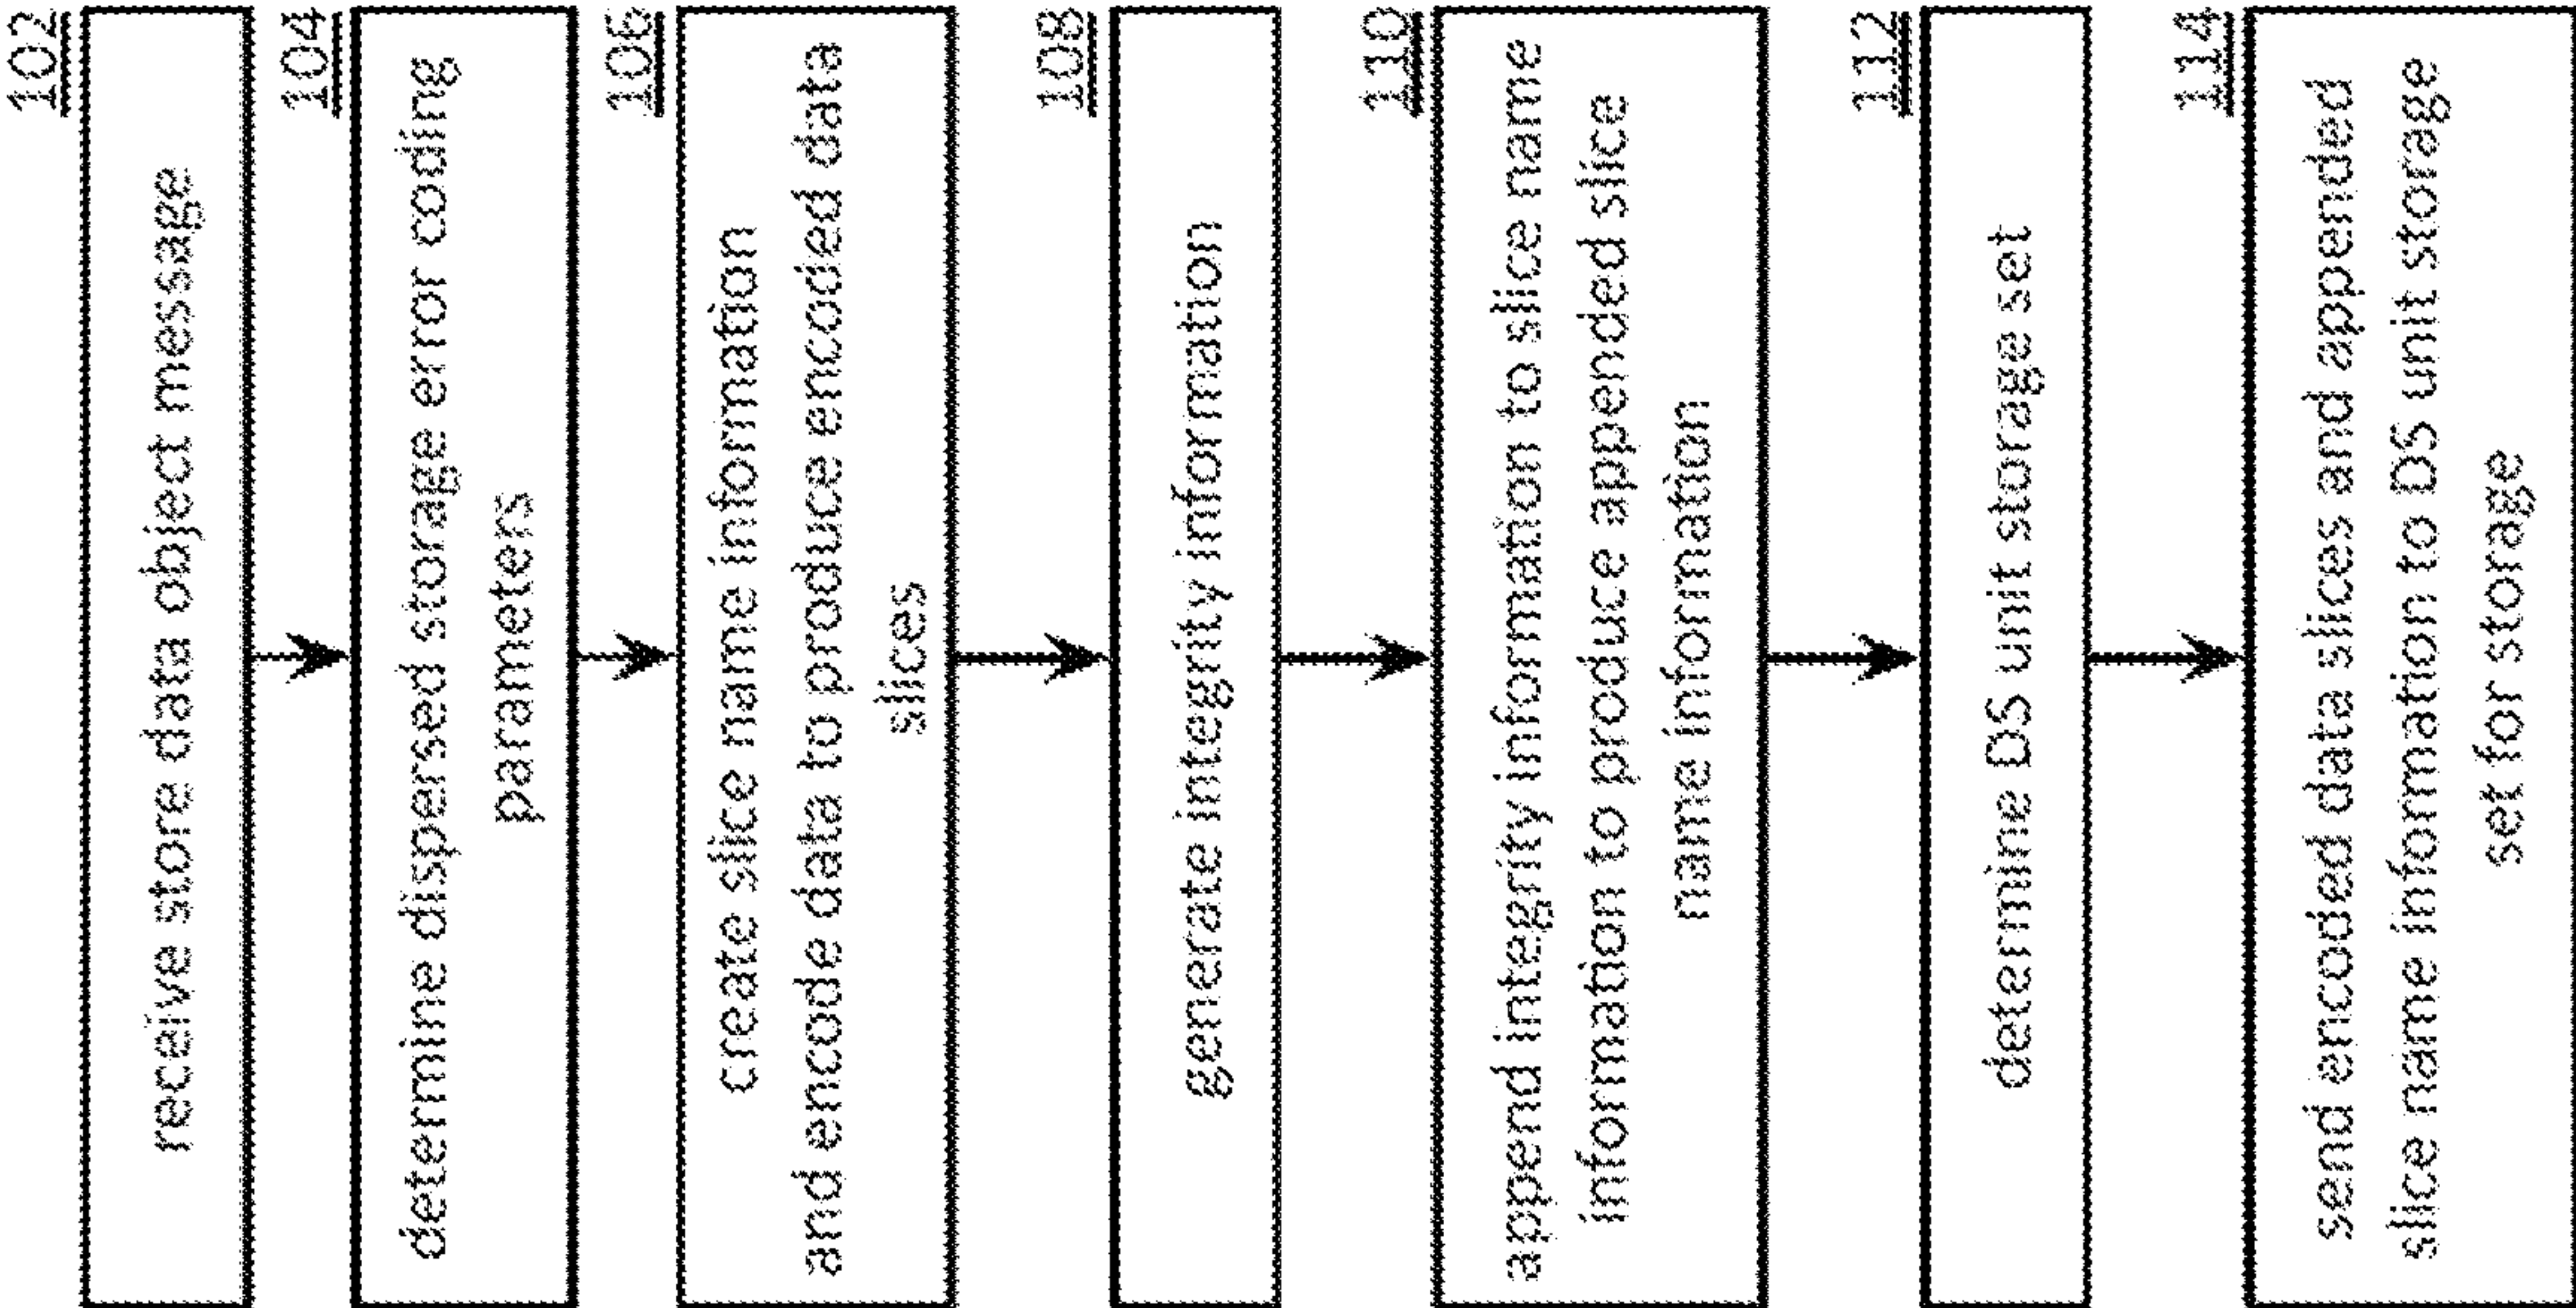 102
receive store data object message
104
determine dispersed storage error coding
parameters
106
create slice name information
and encode data to produce encoded data
slices
108
generate integrity information
110
append integrity information to slice name
information to produce appended slice
name information
112
determine DS unit storage set
114
send encoded data slices and appended
slice name information to DS unit storage
set for storage